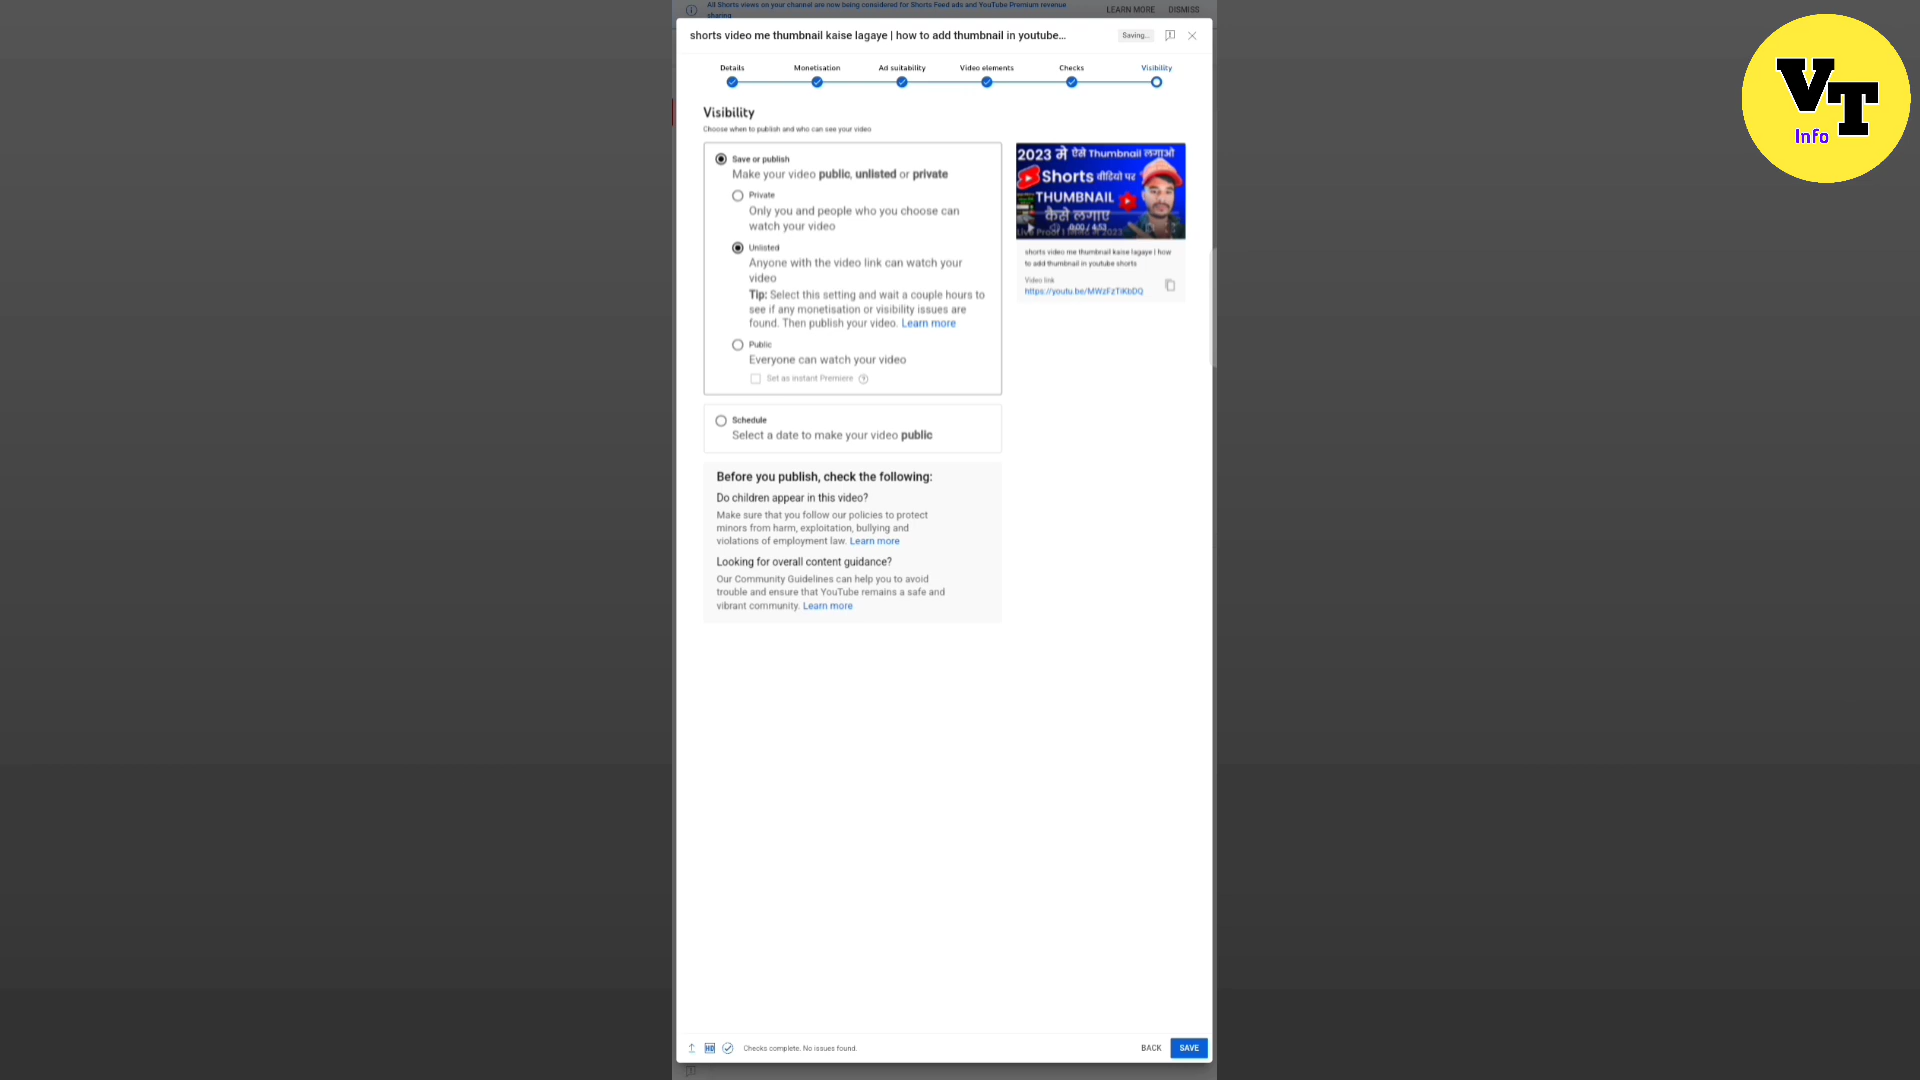 All Shorts views on your channel are now being considered for Shorts Feed ads and YouTube Premium revenue
sharing.
LEARN MORE
DISMISS
shorts video me thumbnail kaise lagaye | how to add thumbnail in youtube...
Saving...
Details
Monetisation
Ad suitability
Video elements
Checks
Visibility
Visibility
Choose when to publish and who can see your video
Save or publish
Make your video public, unlisted or private
Private
Only you and people who you choose can
watch your video
Unlisted
Anyone with the video link can watch your
video
Tip: Select this setting and wait a couple hours to
see if any monetisation or visibility issues are
found. Then publish your video. Learn more
Public
Everyone can watch your video
Set as instant Premiere
Schedule
Select a date to make your video public
Before you publish, check the following:
Do children appear in this video?
Make sure that you follow our policies to protect
minors from harm, exploitation, bullying and
violations of employment law. Learn more
Looking for overall content guidance?
Our Community Guidelines can help you to avoid
trouble and ensure that YouTube remains a safe and
vibrant community. Learn more
2023 मे ऐसे Thumbnail लगाओ
Shorts वीडियो पर
THUMBNAIL
कैसे लगाए
Live Proof
2023
0:00 / 4:53
shorts video me thumbnail kaise lagaye | how
to add thumbnail in youtube shorts
Video link
https://youtu.be/MWzFzTiKbDQ
HD
Checks complete. No issues found.
BACK
SAVE
VT
Info